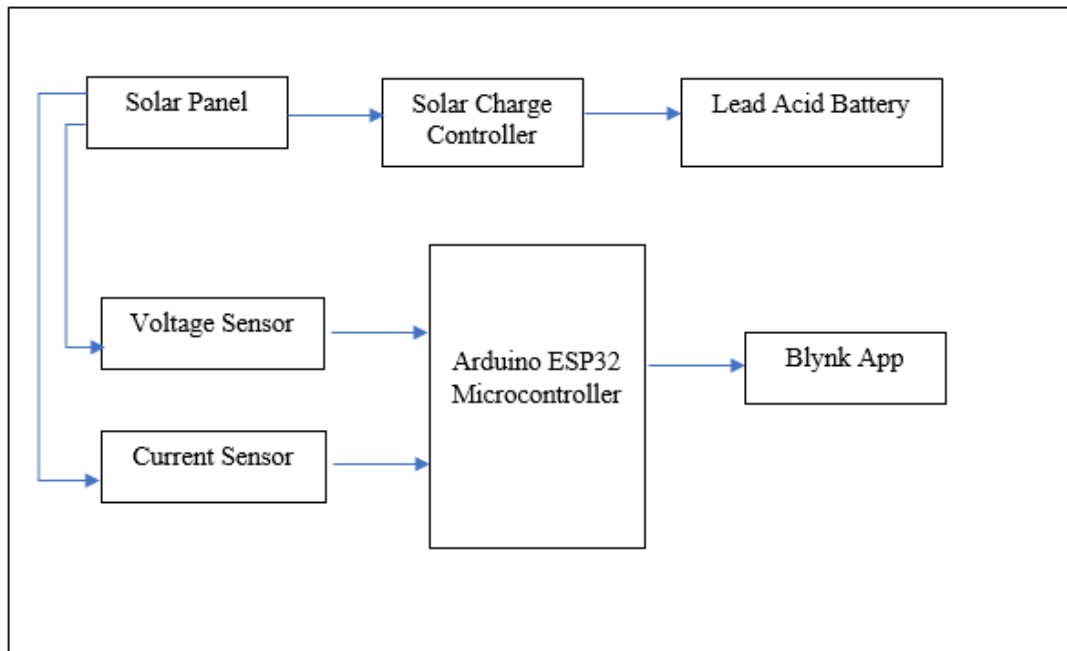 Solar Panel
Solar Charge
Controller
Lead Acid Battery
Voltage Sensor
Arduino ESP32
Microcontroller
Blynk App
Current Sensor